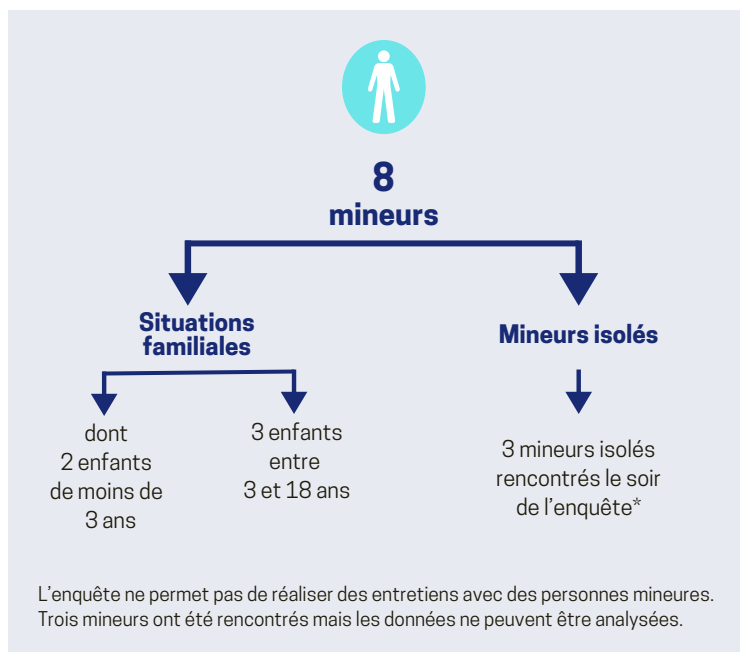 8
mineurs
Situations
familiales
Mineurs isolés
dont
2 enfants
de moins de
3 ans
3 enfants
entre
3 et 18 ans
3 mineurs isolés
rencontrés le soir
de l'enquête*
L'enquête ne permet pas de réaliser des entretiens avec des personnes mineures.
Trois mineurs ont été rencontrés mais les données ne peuvent être analysées.